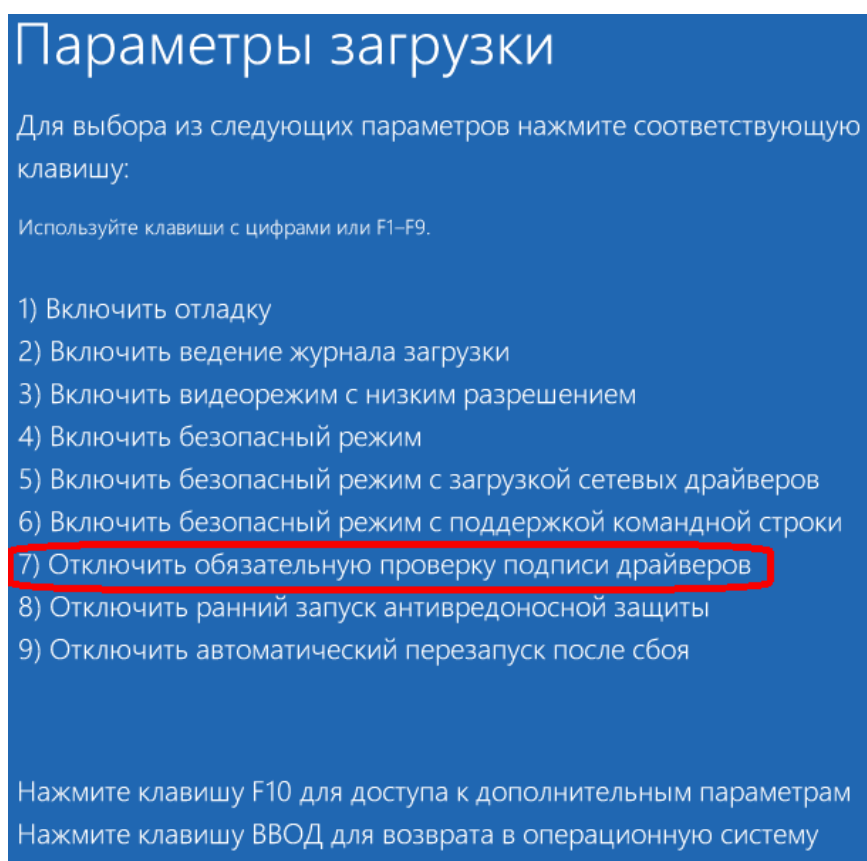 Параметры загрузки
Для выбора из следующих параметров нажмите соответствующую
клавишу:
Используйте клавиши с цифрами или F1–F9.
1) Включить отладку
2) Включить ведение журнала загрузки
3) Включить видеорежим с низким разрешением
4) Включить безопасный режим
5) Включить безопасный режим с загрузкой сетевых драйверов
6) Включить безопасный режим с поддержкой командной строки
7) Отключить обязательную проверку подписи драйверов
8) Отключить ранний запуск антивредоносной защиты
9) Отключить автоматический перезапуск после сбоя
Нажмите клавишу F10 для доступа к дополнительным параметрам
Нажмите клавишу ВВОД для возврата в операционную систему